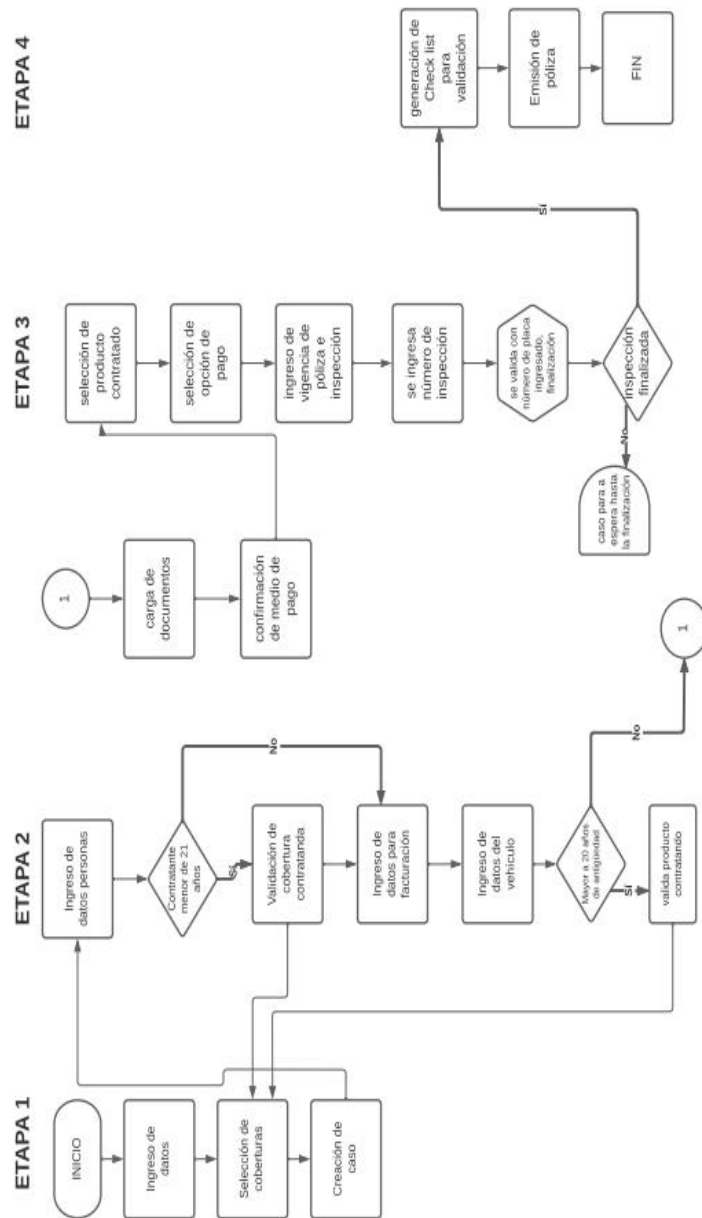 ETAPA 1
INICIO
Ingreso de
datos
Selección de
coberturas
Creación de
caso
ETAPA 2
Ingreso de
datos personas
Contratante
menor de 21
años
Sí
No
Validación de
cobertura
contratanda
Ingreso de
datos para
facturación
Ingreso de
datos del
vehiculo
Mayor a 20 años
de antigüedad
Sí
No
valida producto
contratando
1
ETAPA 3
1
carga de
documentos
confirmación
de medio de
pago
selección de
producto
contratado
selección de
opción de
pago
ingreso de
vigencia de
póliza e
inspección
se ingresa
número de
inspección
se valida con
número de placa
ingresado,
finalización
Inspección
finalizada
No
Sí
caso para a
espera hasta
la finalización
ETAPA 4
generación de
Check list
para
validación
Emisión de
póliza
FIN